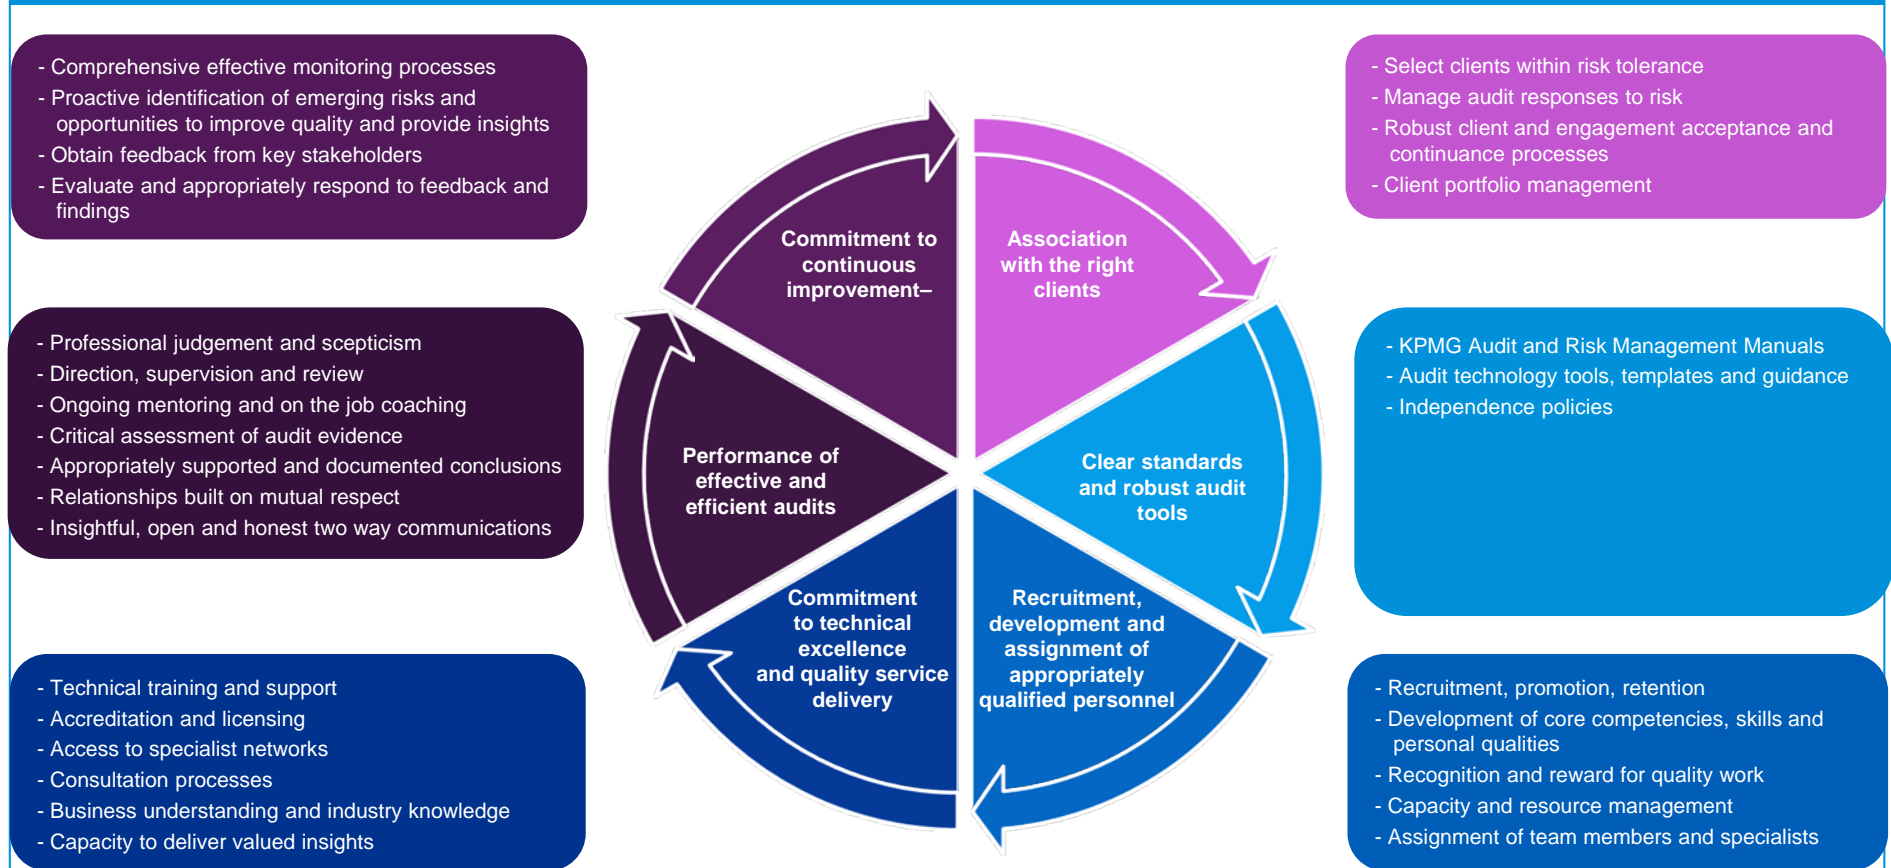 - Comprehensive effective monitoring processes
- Proactive identification of emerging risks and
opportunities to improve quality and provide insights
- Obtain feedback from key stakeholders
- Evaluate and appropriately respond to feedback and
findings
- Select clients within risk tolerance
- Manage audit responses to risk
- Robust client and engagement acceptance and
continuance processes
- Client portfolio management
Commitment to
continuous
improvement–
Association
with the right
clients
- Professional judgement and scepticism
- Direction, supervision and review
- Ongoing mentoring and on the job coaching
- Critical assessment of audit evidence
- Appropriately supported and documented conclusions
- Relationships built on mutual respect
- Insightful, open and honest two way communications
Performance of
effective and
efficient audits
Clear standards
and robust audit
tools
- KPMG Audit and Risk Management Manuals
- Audit technology tools, templates and guidance
- Independence policies
Commitment
to technical
excellence
and quality service
delivery
Recruitment,
development and
assignment of
appropriately
qualified personnel
- Technical training and support
- Accreditation and licensing
- Access to specialist networks
- Consultation processes
- Business understanding and industry knowledge
- Capacity to deliver valued insights
- Recruitment, promotion, retention
- Development of core competencies, skills and
personal qualities
- Recognition and reward for quality work
- Capacity and resource management
- Assignment of team members and specialists